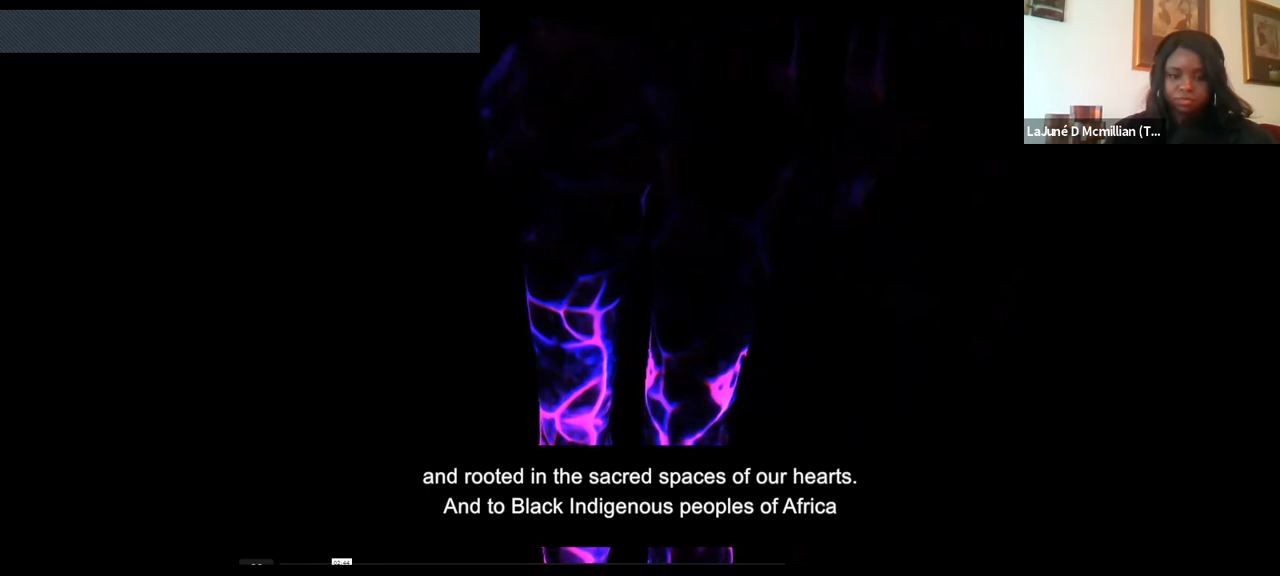 LaJuné D Mcmillian (T...
and rooted in the sacred spaces of our hearts.
And to Black Indigenous peoples of Africa